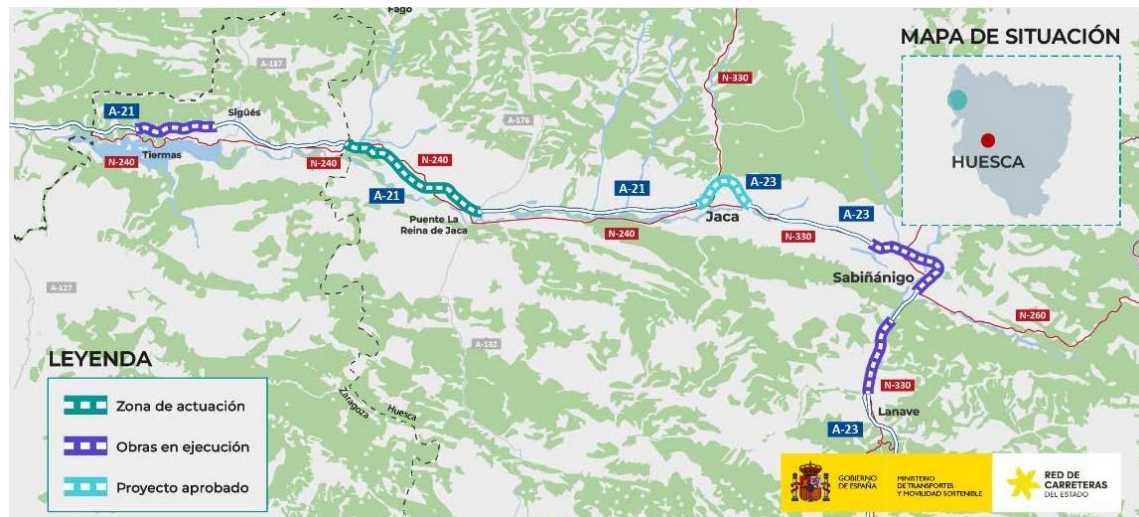 Fago
MAPA DE SITUACIÓN
HUESCA
A-137
A-21
Sigüés
N-330
A-176
N-240
Tiermas
N-240
N-240
A-21
Puente La
Reina de Jaca
A-21
A-23
Jaca
N-240
N-330
A-23
Sabiñánigo
N-260
A-127
A-132
N-330
Lanave
A-23
Zaragoza
Huesca
LEYENDA
Zona de actuación
Obras en ejecución
Proyecto aprobado
GOBIERNO
DE ESPAÑA
MINISTERIO
DE TRANSPORTES
Y MOVILIDAD SOSTENIBLE
RED DE
CARRETERAS
DEL ESTADO